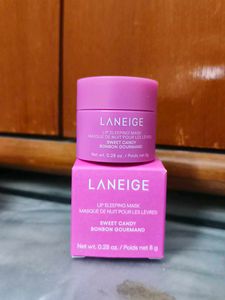 LANEIGE
LIP SLEEPING MASK
MASQUE DE NUIT POUR LES LÈVRES
SWEET CANDY
BONBON GOURMAND
Net wt. 0.28 oz. / Poids net 8g
LANEIGE
LIP SLEEPING MASK
MASQUE DE NUIT POUR LES LÈVRES
SWEET CANDY
BONBON GOURMAND
Net wt. 0.28 oz. / Poids net 8 g